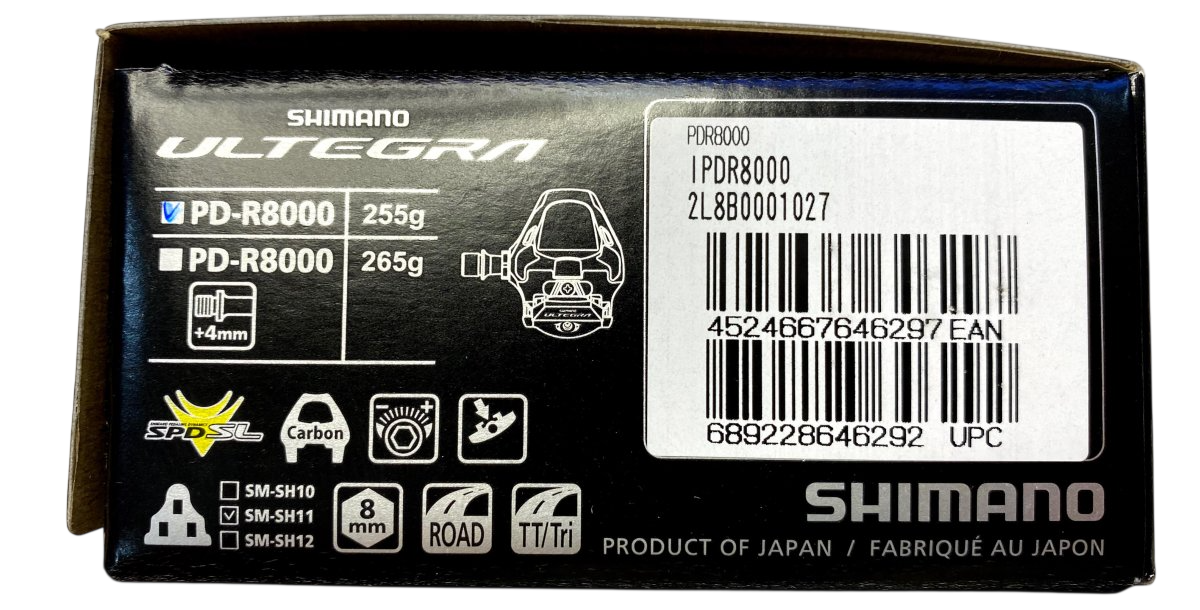 SHIMANO
ULTEGRA
PD-R8000 255g
PD-R8000 265g
+4mm
SPD-SL
Carbon
- +
SM-SH10
SM-SH11
SM-SH12
8
mm
ROAD
TT/Tri
PDR8000
IPDR8000
2L8B0001027
4524667646297 EAN
689228646292 UPC
SHIMANO
PRODUCT OF JAPAN / FABRIQUÉ AU JAPON